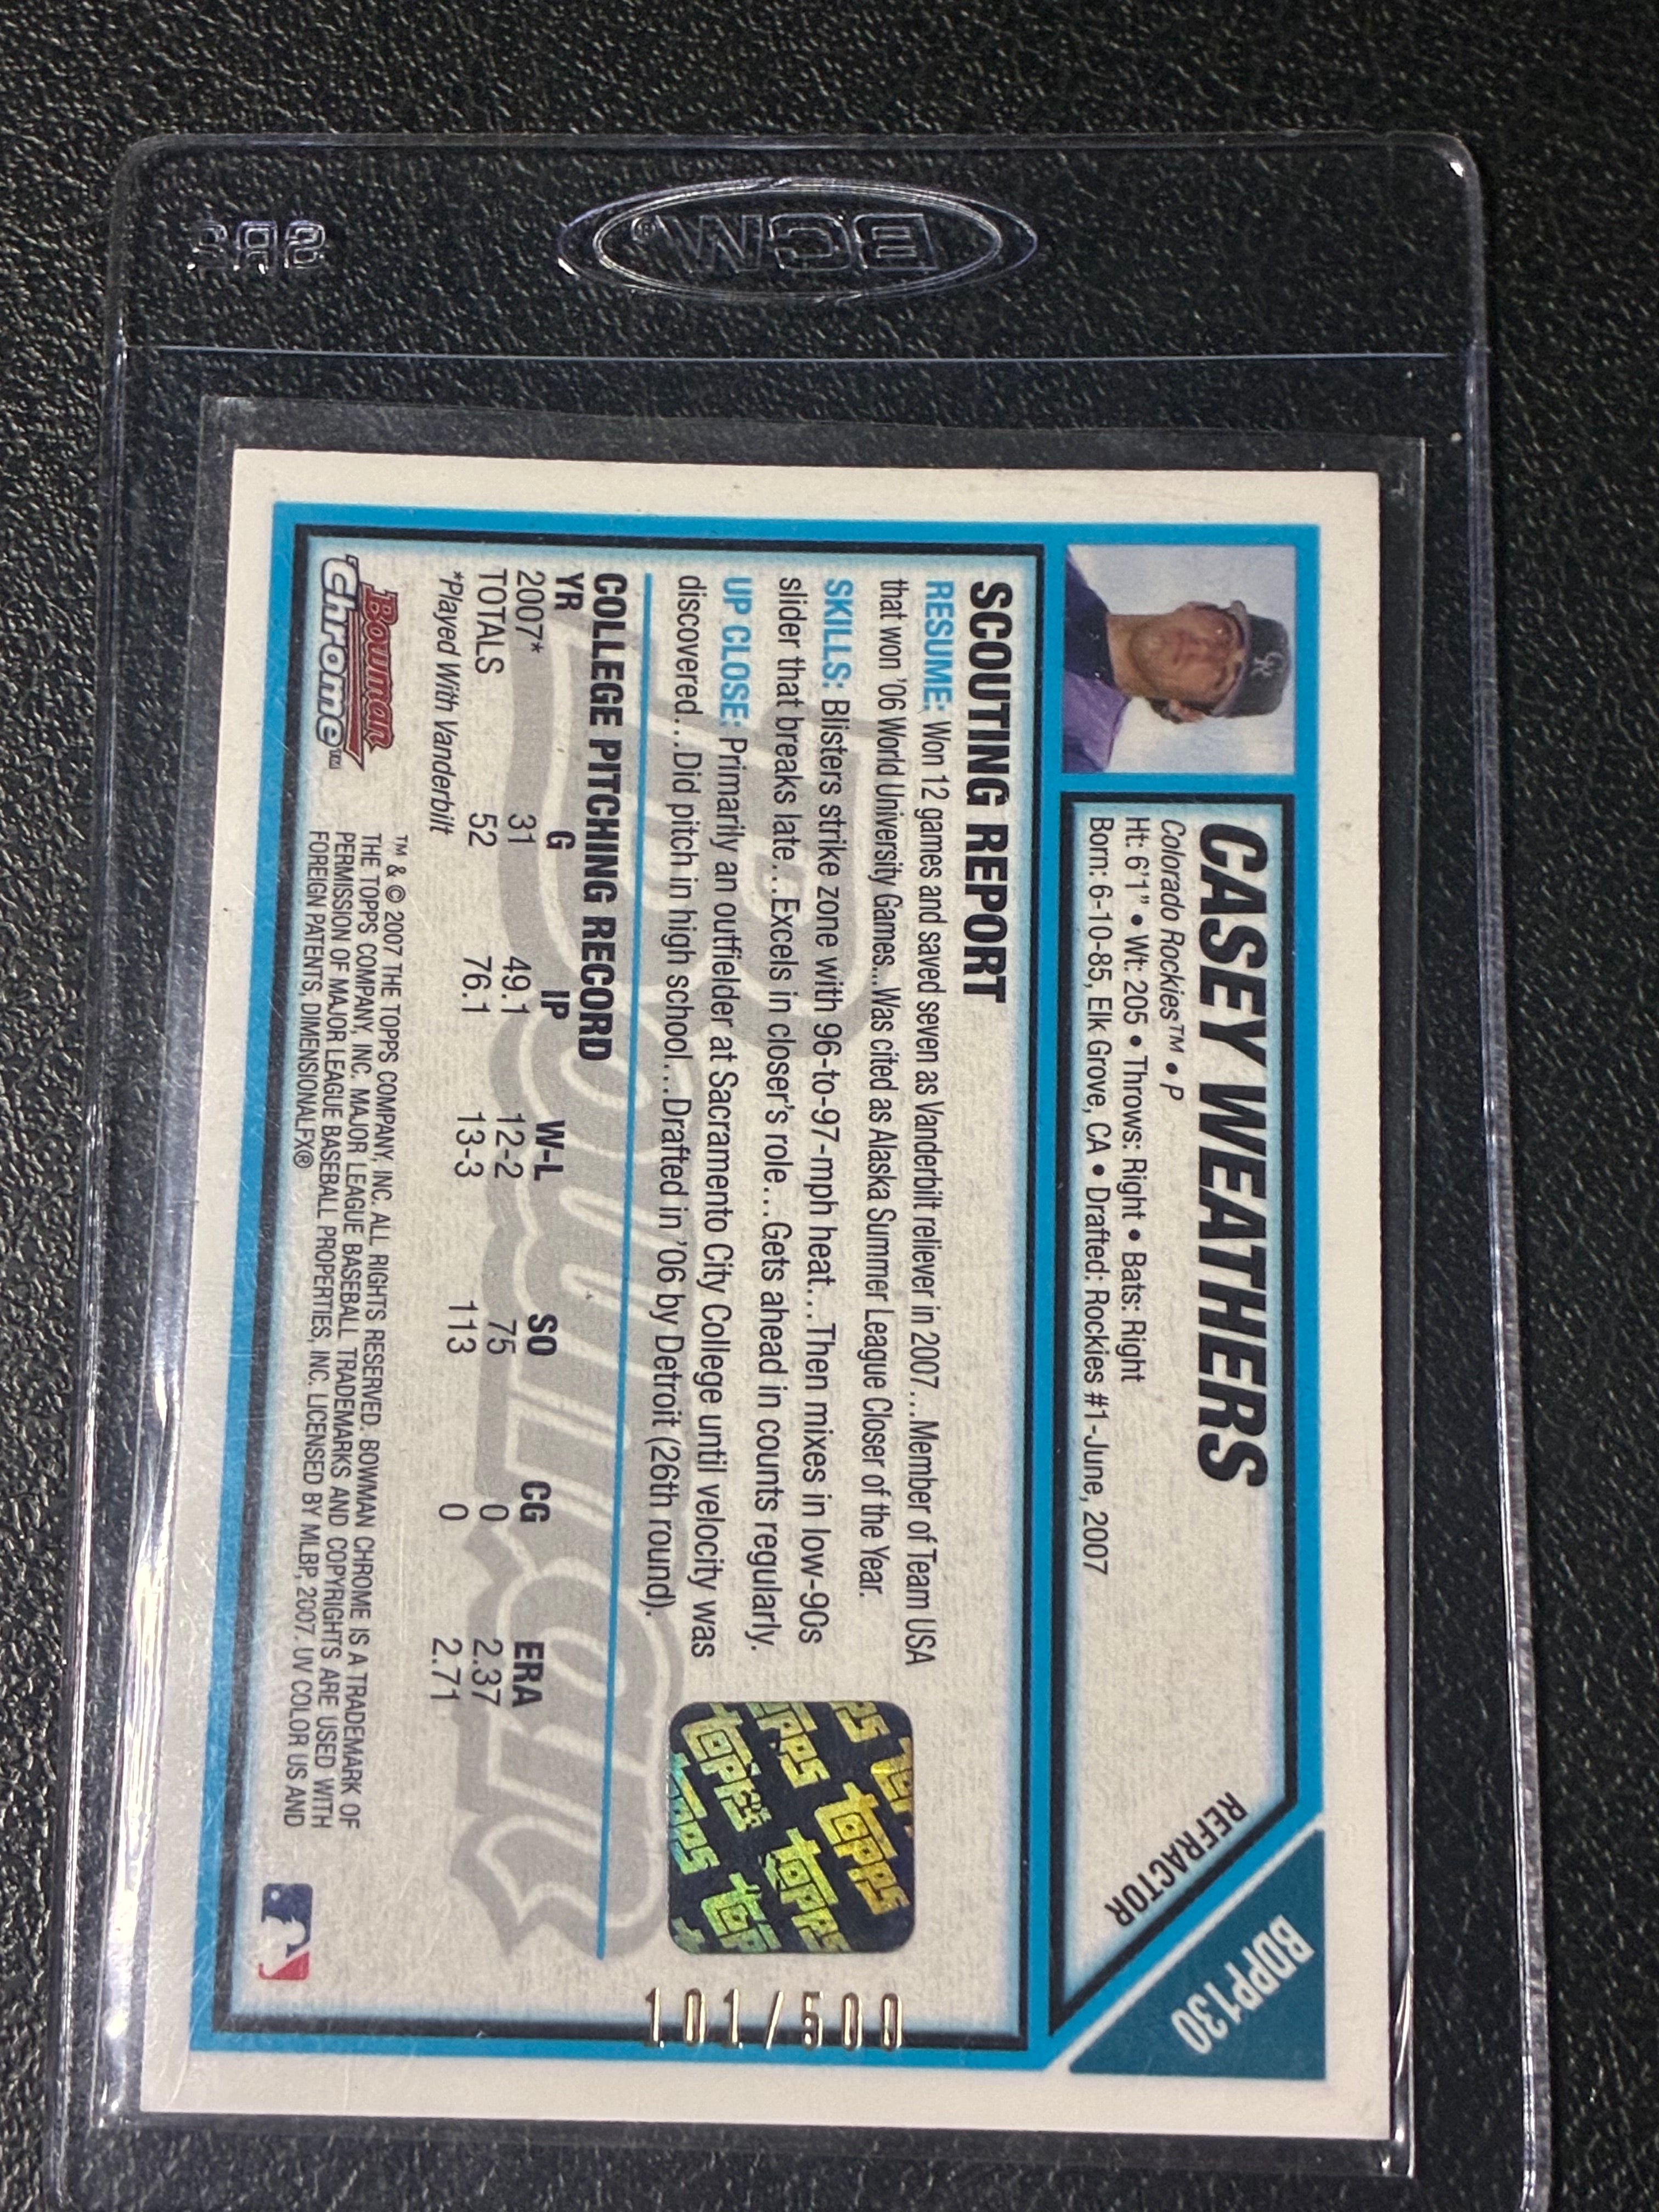 BCM®
CASEY WEATHERS
Colorado Rockies™ • P
Ht: 6'1" • Wt: 205 • Throws: Right • Bats: Right
Born: 6-10-85, Elk Grove, CA • Drafted: Rockies #1-June, 2007
REFRACTOR
BDPP130
CR
SCOUTING REPORT
RESUME: Won 12 games and saved seven as Vanderbilt reliever in 2007...Member of Team USA
that won '06 World University Games...Was cited as Alaska Summer League Closer of the Year.
SKILLS: Blisters strike zone with 96-to-97-mph heat...Then mixes in low-90s
slider that breaks late...Excels in closer's role...Gets ahead in counts regularly.
UP CLOSE: Primarily an outfielder at Sacramento City College until velocity was
discovered...Did pitch in high school...Drafted in '06 by Detroit (26th round).
topps topps topps
101/500
COLLEGE PITCHING RECORD
YR G IP W-L SO CG ERA
2007* 31 49.1 12-2 75 0 2.37
TOTALS 52 76.1 13-3 113 0 2.71
*Played With Vanderbilt
Bowman
Bowman
Chrome™
™ & © 2007 THE TOPPS COMPANY, INC. ALL RIGHTS RESERVED. BOWMAN CHROME IS A TRADEMARK OF
THE TOPPS COMPANY, INC. MAJOR LEAGUE BASEBALL TRADEMARKS AND COPYRIGHTS ARE USED WITH
PERMISSION OF MAJOR LEAGUE BASEBALL PROPERTIES, INC. LICENSED BY MLBP, 2007. UV COLOR US AND
FOREIGN PATENTS, DIMENSIONALFX®